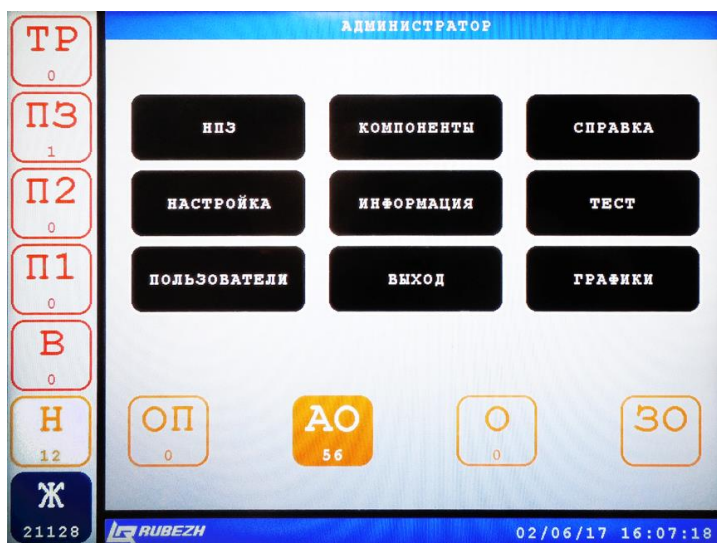 АДМИНИСТРАТОР
ТР
0
ПЗ
1
П2
0
П1
0
В
0
Н
12
Ж
21128
НПЗ
КОМПОНЕНТЫ
СПРАВКА
НАСТРОЙКА
ИНФОРМАЦИЯ
ТЕСТ
ПОЛЬЗОВАТЕЛИ
ВЫХОД
ГРАФИКИ
ОП
0
АО
56
О
0
ЗО
RUBEZH
02/06/17 16:07:18